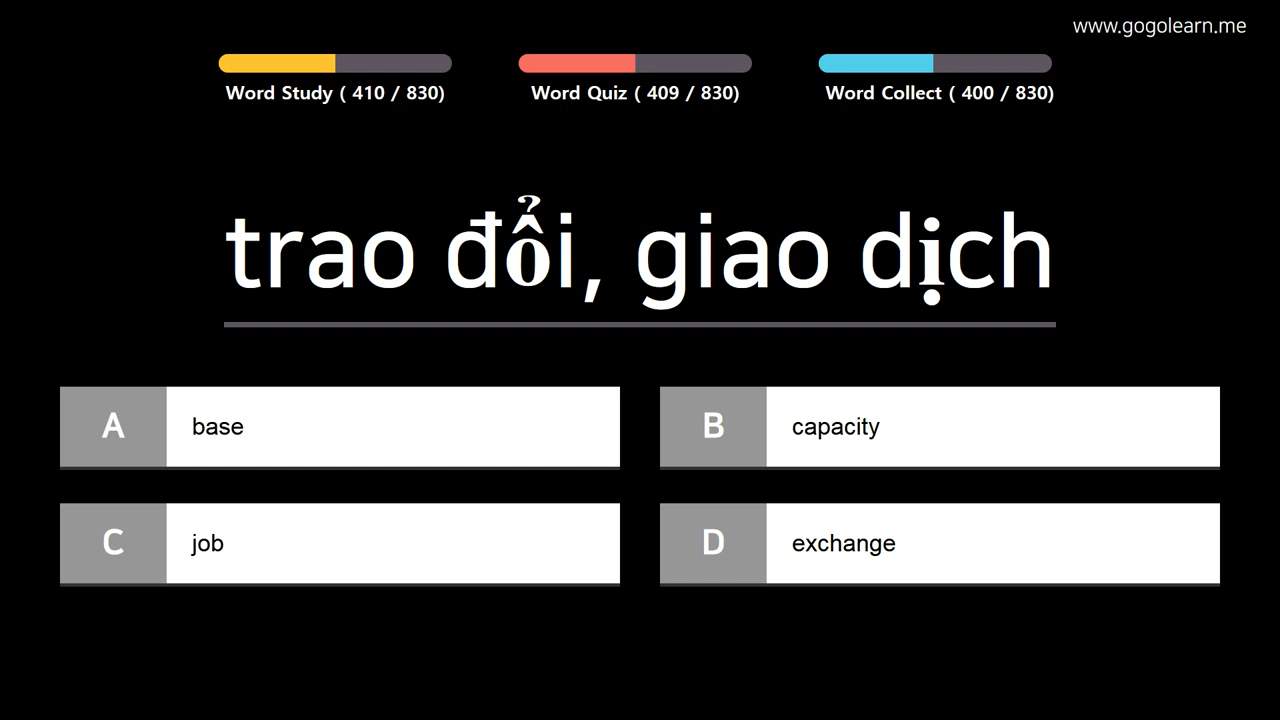 www.gogolearn.me
Word Study ( 410 / 830)
Word Quiz ( 409 / 830)
Word Collect ( 400 / 830)
trao đổi, giao dịch
A base
B capacity
C job
D exchange